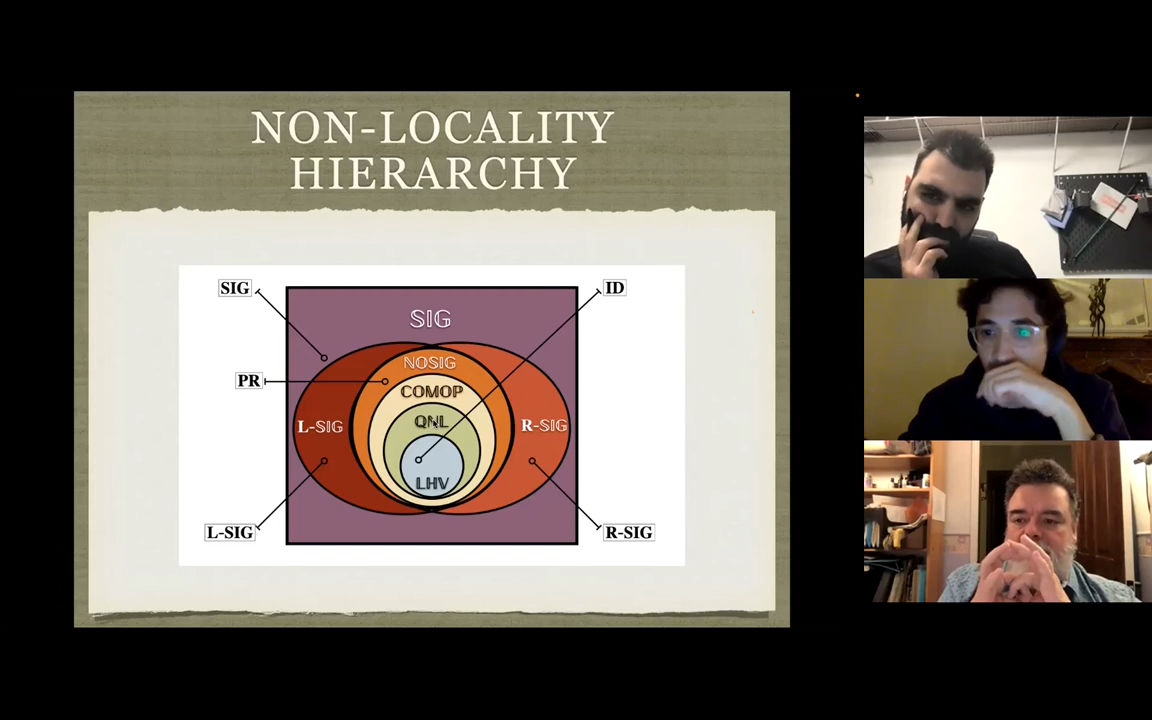 NON-LOCALITY
HIERARCHY
SIG
ID
SIG
NOSIG
PR
COMOP
QNL
L-SIG
R-SIG
LHV
L-SIG
R-SIG